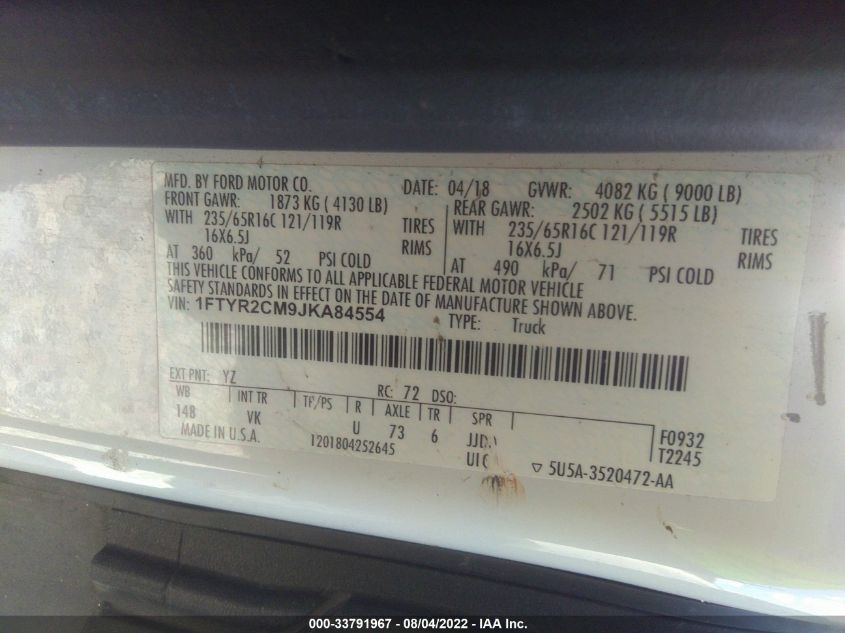 MFD. BY FORD MOTOR CO. DATE: 04/18 GVWR: 4082 KG ( 9000 LB)
FRONT GAWR: 1873 KG ( 4130 LB) REAR GAWR: 2502 KG ( 5515 LB)
WITH 235/65R16C 121/119R TIRES WITH 235/65R16C 121/119R TIRES
16X6.5J RIMS 16X6.5J RIMS
AT 360 kPa/ 52 PSI COLD AT 490 kPa/ 71 PSI COLD
THIS VEHICLE CONFORMS TO ALL APPLICABLE FEDERAL MOTOR VEHICLE
SAFETY STANDARDS IN EFFECT ON THE DATE OF MANUFACTURE SHOWN ABOVE.
VIN: 1FTYR2CM9JKA84554 TYPE: Truck
EXT PNT: YZ RC: 72 DSO:
WB INT TR TP/PS R AXLE TR SPR
148 VK U 73 6 F0932
MADE IN U.S.A. 1201804252645 T2245
5U5A-3520472-AA
000-33791967 - 08/04/2022 - IAA Inc.